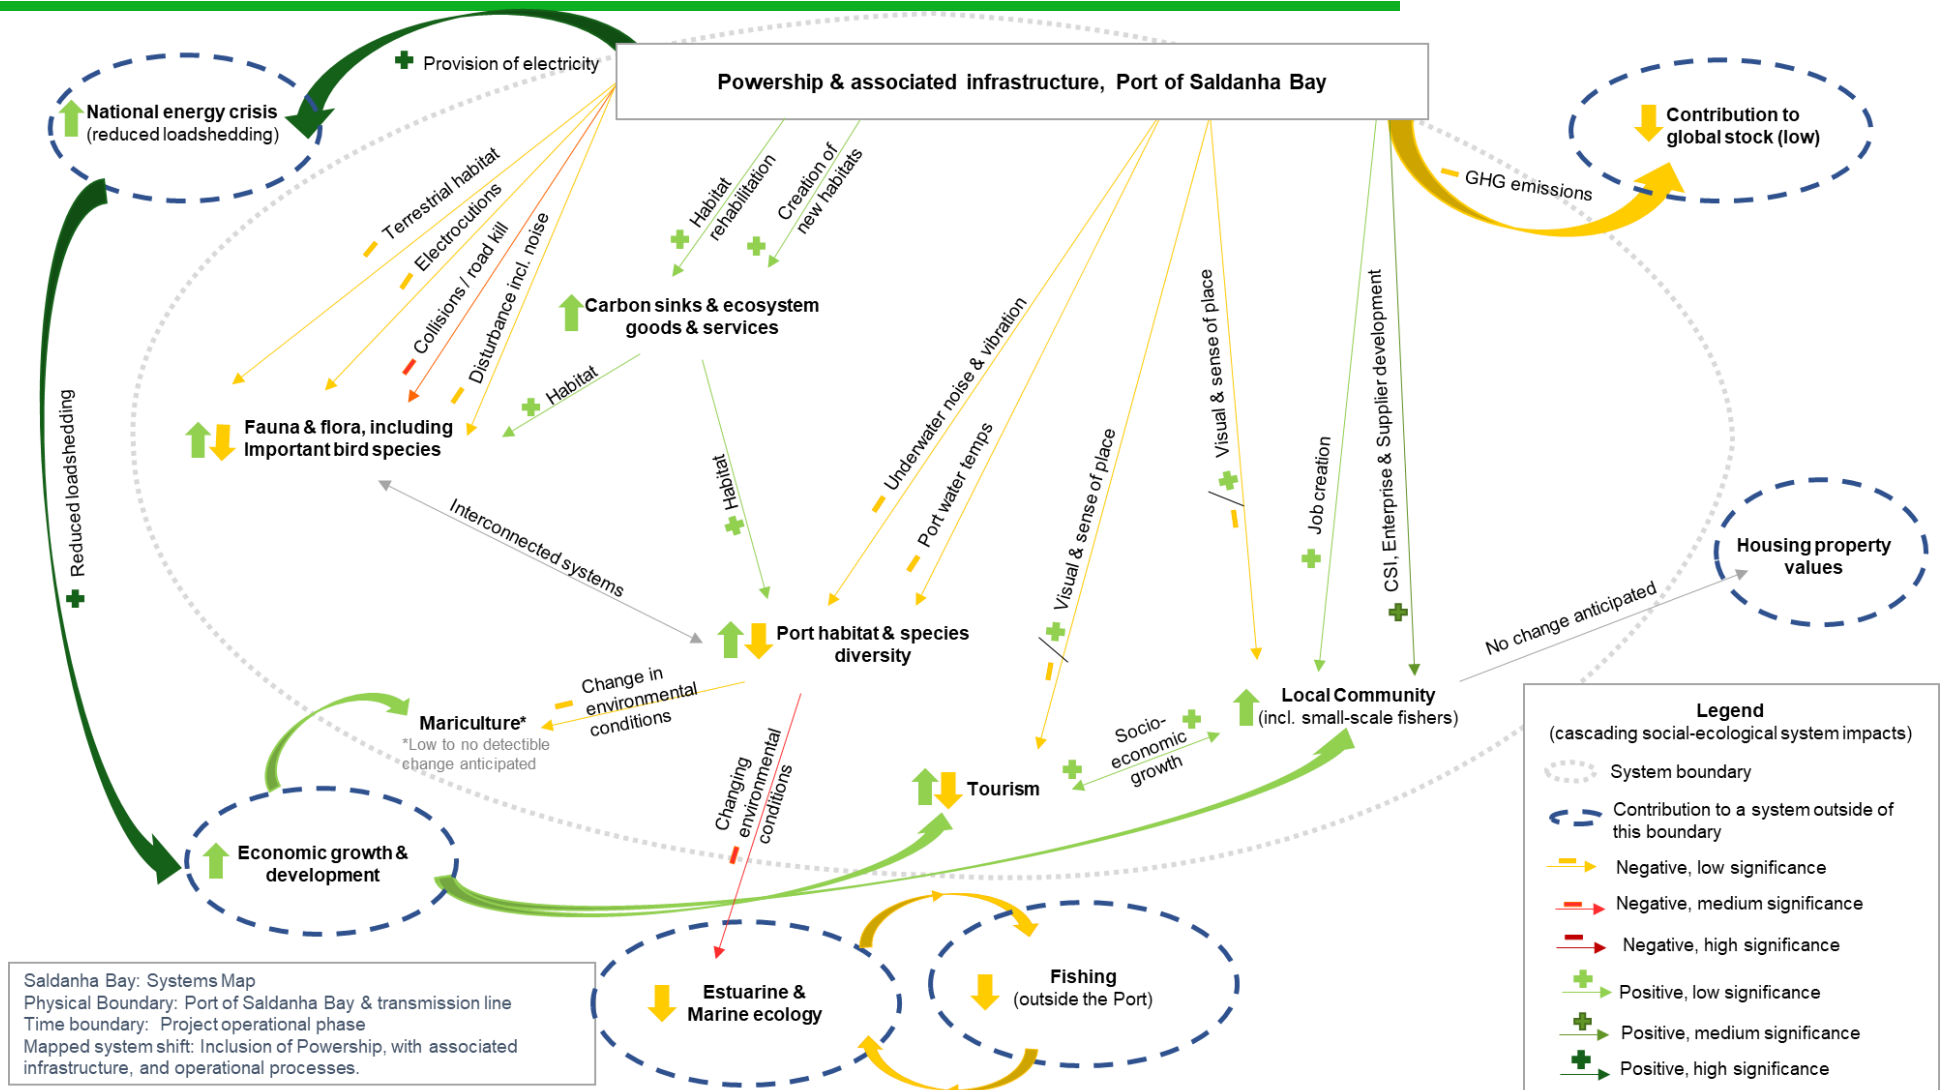 Powership & associated infrastructure, Port of Saldanha Bay
Provision of electricity
National energy crisis
(reduced loadshedding)
Contribution to
global stock (low)
GHG emissions
Terrestrial habitat
Electrocutions
Collisions / road kill
Disturbance incl. noise
Habitat
rehabilitation
Creation of
new habitats
Carbon sinks & ecosystem
goods & services
Habitat
Habitat
Fauna & flora, including
Important bird species
Interconnected systems
Underwater noise & vibration
Port water temps
Visual & sense of place
Visual & sense of place
Job creation
CSI, Enterprise & Supplier development
Reduced loadshedding
Housing property
values
No change anticipated
Port habitat & species
diversity
Change in
environmental
conditions
Mariculture*
*Low to no detectible
change anticipated
Changing
environmental
conditions
Local Community
(incl. small-scale fishers)
Socio-
economic
growth
Tourism
Economic growth &
development
Estuarine &
Marine ecology
Fishing
(outside the Port)
Saldanha Bay: Systems Map
Physical Boundary: Port of Saldanha Bay & transmission line
Time boundary: Project operational phase
Mapped system shift: Inclusion of Powership, with associated
infrastructure, and operational processes.
Legend
(cascading social-ecological system impacts)
System boundary
Contribution to a system outside of
this boundary
Negative, low significance
Negative, medium significance
Negative, high significance
Positive, low significance
Positive, medium significance
Positive, high significance